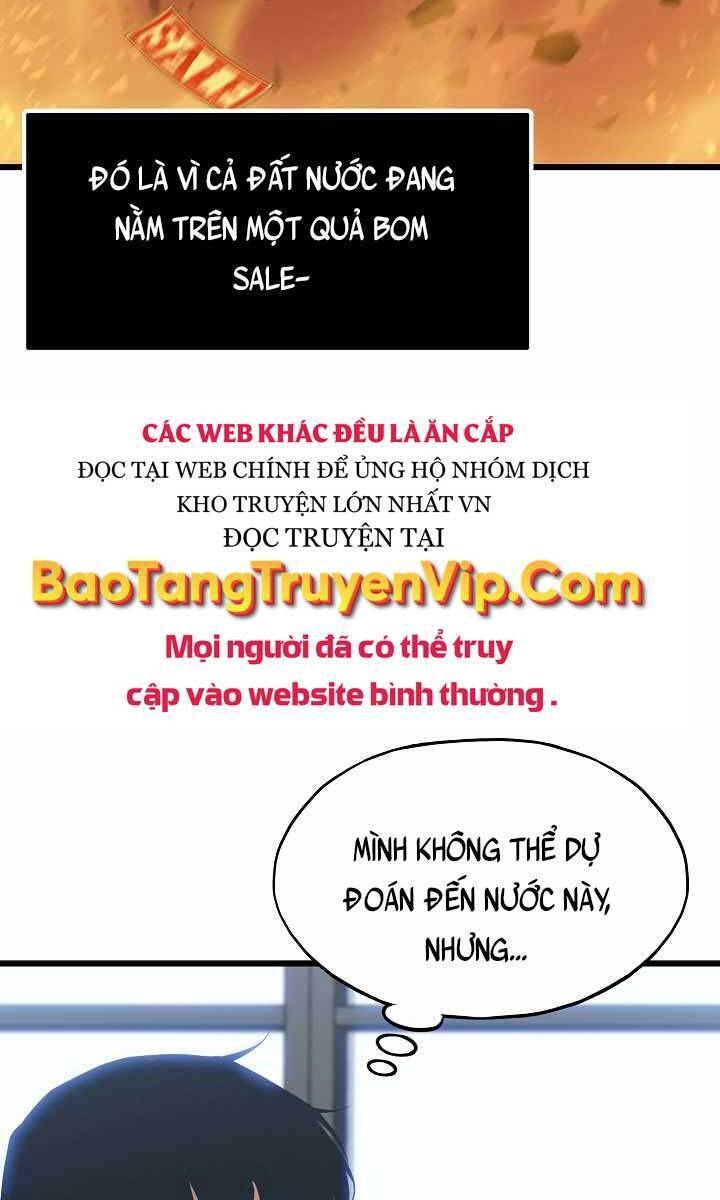 SALE
ĐÓ LÀ VÌ CẢ ĐẤT NƯỚC ĐANG
NẰM TRÊN MỘT QUẢ BOM
SALE~
CÁC WEB KHÁC ĐỀU LÀ ĂN CẮP
ĐỌC TẠI WEB CHÍNH ĐỂ ỦNG HỘ NHÓM DỊCH
KHO TRUYỆN LỚN NHẤT VN
ĐỌC TRUYỆN TẠI
BaoTangTruyenVip.Com
Mọi người đã có thể truy
cập vào website bình thường .
MÌNH KHÔNG THỂ DỰ
ĐOÁN ĐẾN NƯỚC NÀY,
NHƯNG...